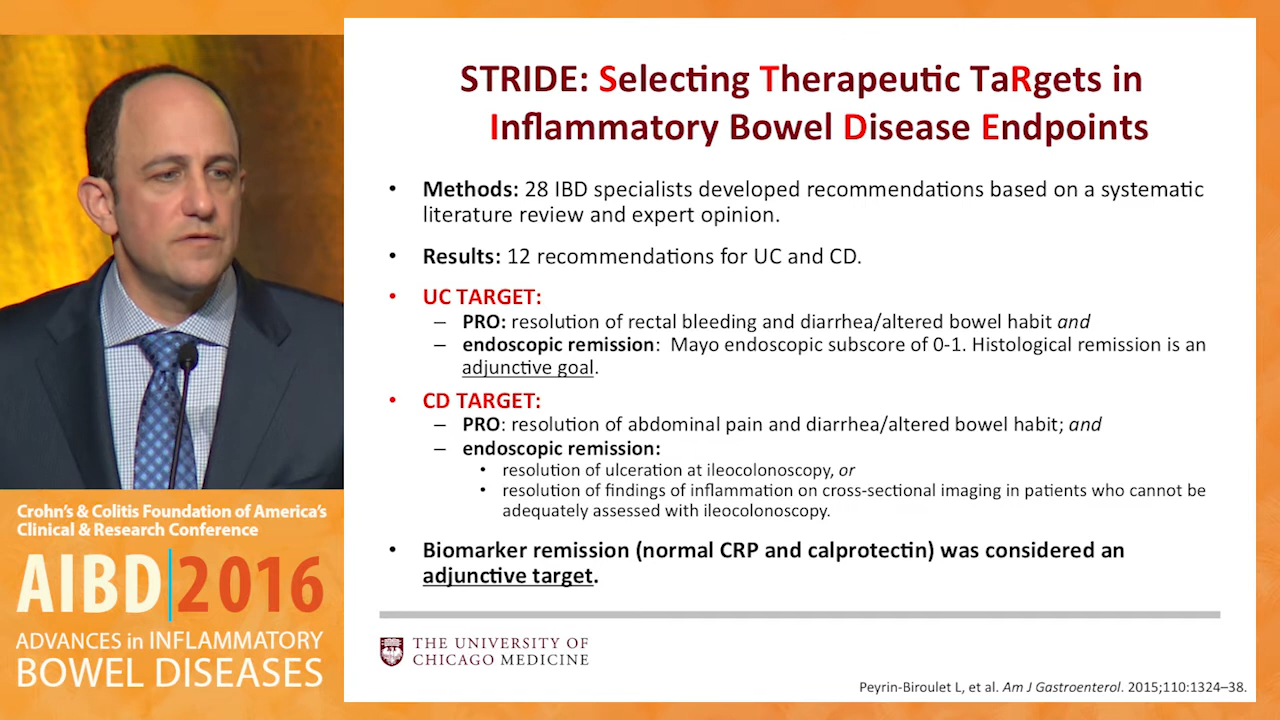 STRIDE: Selecting Therapeutic TaRgets in
Inflammatory Bowel Disease Endpoints
• Methods: 28 IBD specialists developed recommendations based on a systematic
literature review and expert opinion.
• Results: 12 recommendations for UC and CD.
• UC TARGET:
– PRO: resolution of rectal bleeding and diarrhea/altered bowel habit and
– endoscopic remission: Mayo endoscopic subscore of 0-1. Histological remission is an
adjunctive goal.
• CD TARGET:
– PRO: resolution of abdominal pain and diarrhea/altered bowel habit; and
– endoscopic remission:
• resolution of ulceration at ileocolonoscopy, or
• resolution of findings of inflammation on cross-sectional imaging in patients who cannot be
adequately assessed with ileocolonoscopy.
• Biomarker remission (normal CRP and calprotectin) was considered an
adjunctive target.
THE UNIVERSITY OF
CHICAGO MEDICINE
Peyrin-Biroulet L, et al. Am J Gastroenterol. 2015;110:1324–38.
Crohn's & Colitis Foundation of America's
Clinical & Research Conference
AIBD|2016
ADVANCES in INFLAMMATORY
BOWEL DISEASES